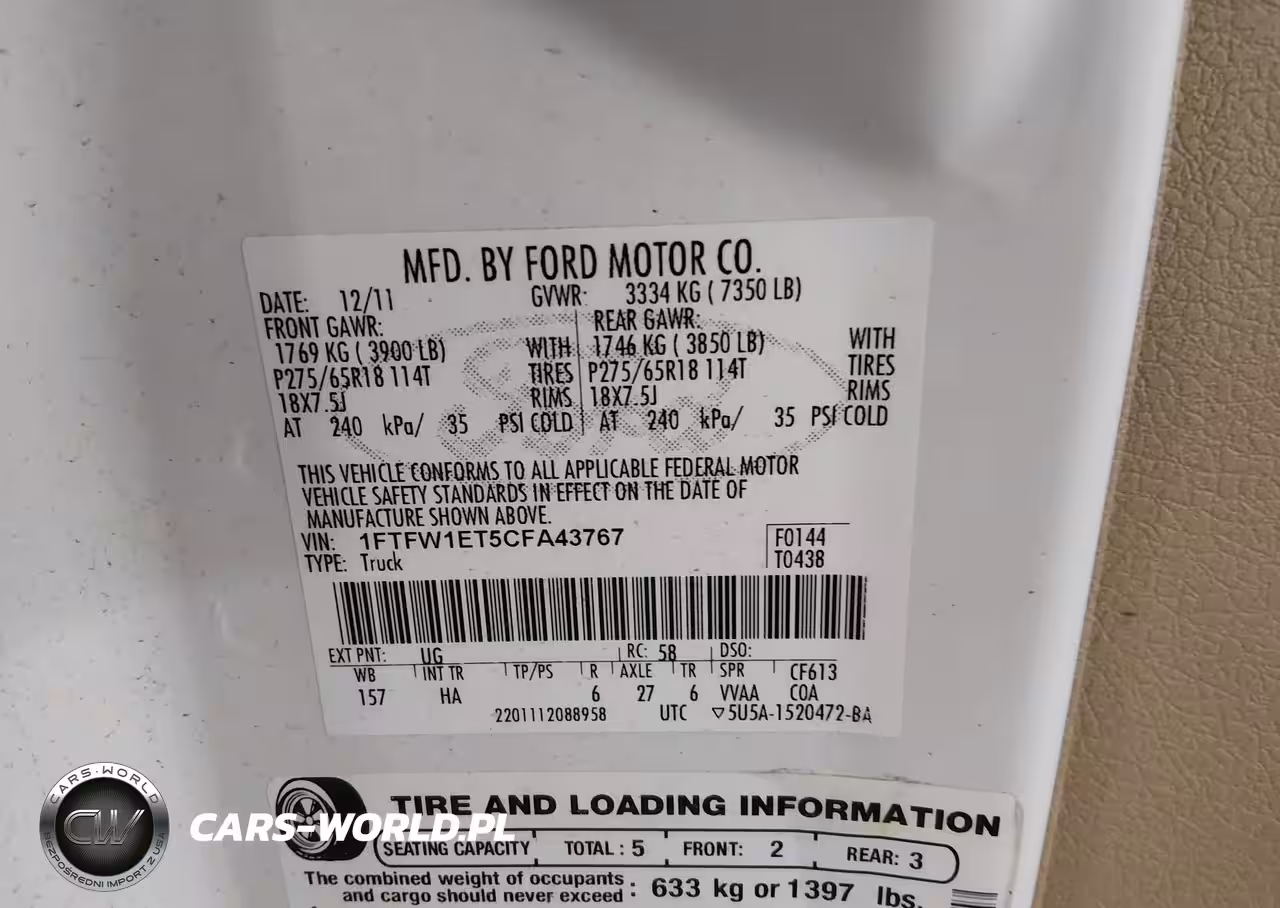 MFD. BY FORD MOTOR CO.
DATE: 12/11 GVWR: 3334 KG ( 7350 LB)
FRONT GAWR: REAR GAWR:
1769 KG ( 3900 LB) WITH 1746 KG ( 3850 LB) WITH
P275/65R18 114T TIRES P275/65R18 114T TIRES
18X7.5J RIMS 18X7.5J RIMS
AT 240 kPa/ 35 PSI COLD AT 240 kPa/ 35 PSI COLD
THIS VEHICLE CONFORMS TO ALL APPLICABLE FEDERAL MOTOR
VEHICLE SAFETY STANDARDS IN EFFECT ON THE DATE OF
MANUFACTURE SHOWN ABOVE.
VIN: 1FTFW1ET5CFA43767 F0144
TYPE: Truck T0438
EXT PNT: UG RC: 58 DSO:
WB INT TR TP/PS R AXLE TR SPR CF613
157 HA 6 27 6 VVAA COA
2201112088958 UTC ▽5U5A-1520472-BA
TIRE AND LOADING INFORMATION
SEATING CAPACITY TOTAL: 5 FRONT: 2 REAR: 3
The combined weight of occupants
and cargo should never exceed : 633 kg or 1397 lbs.
CARS-WORLD
CW
BEZPOŚREDNI IMPORT Z USA
CARS-WORLD.PL